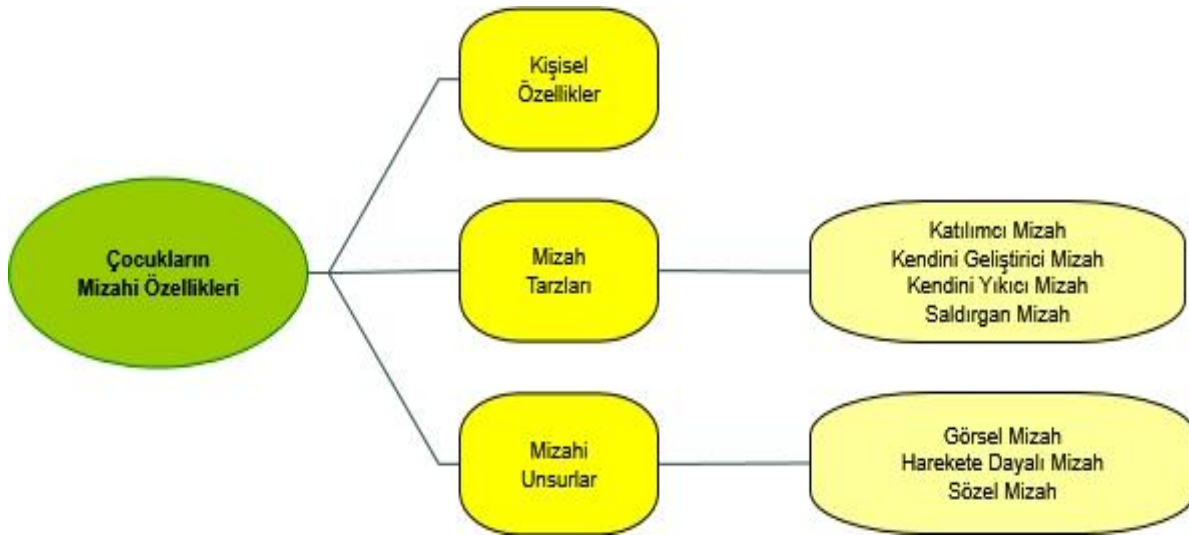 Kişisel
Özellikler
Çocukların
Mizahi Özellikleri
Mizah
Tarzları
Katılımcı Mizah
Kendini Geliştirici Mizah
Kendini Yıkıcı Mizah
Saldırgan Mizah
Mizahi
Unsurlar
Görsel Mizah
Harekete Dayalı Mizah
Sözel Mizah